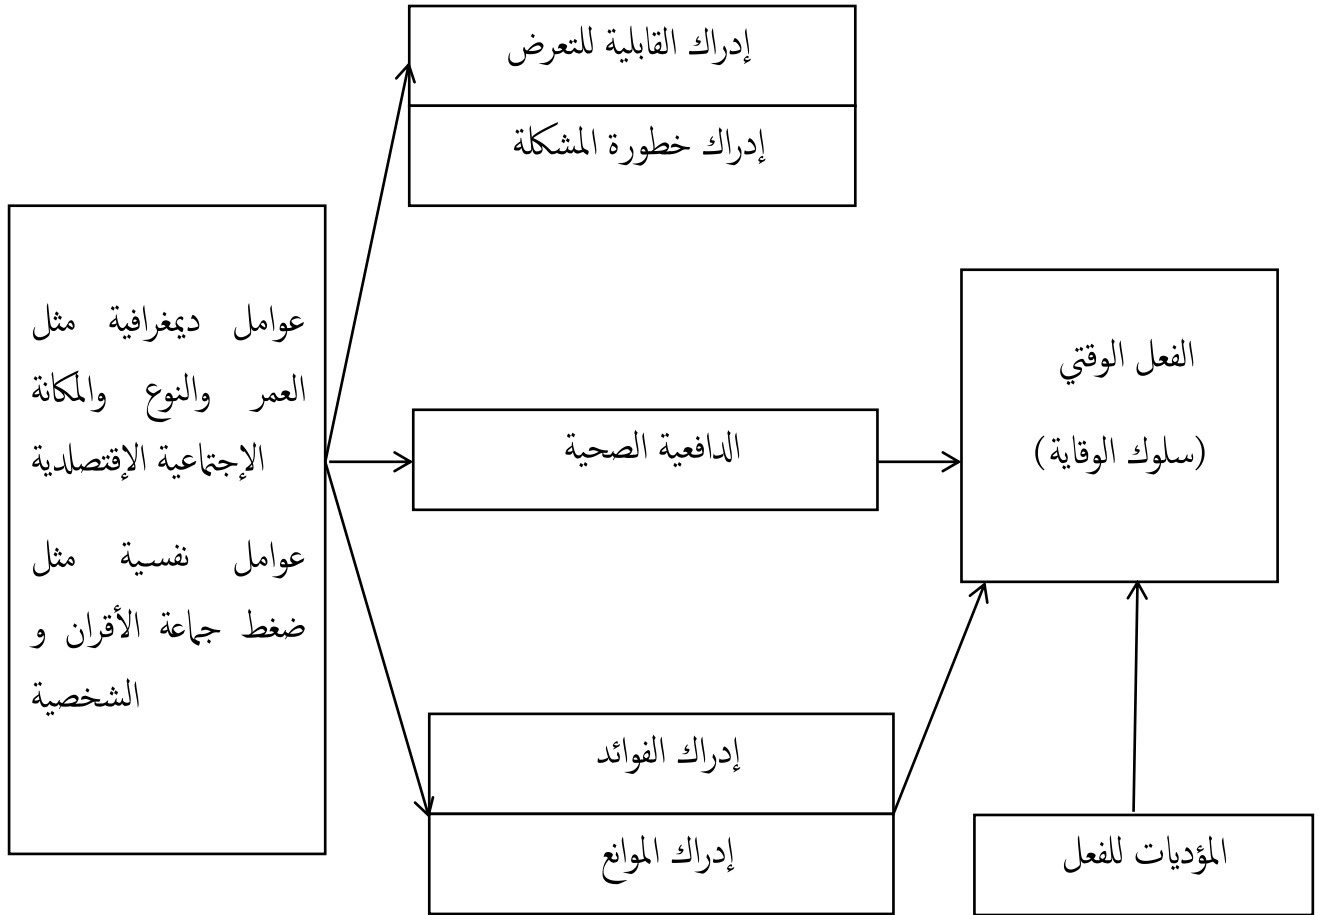 إدراك القابلية للتعرض
إدراك خطورة المشكلة
عوامل ديمغرافية مثل
العمر والنوع والمكانة
الإجتماعية الإقتصلدية
عوامل نفسية مثل
ضغط جماعة الأقران و
الشخصية
الدافعية الصحية
الفعل الوقتي
(سلوك الوقاية)
إدراك الفوائد
إدراك الموانع
المؤديات للفعل